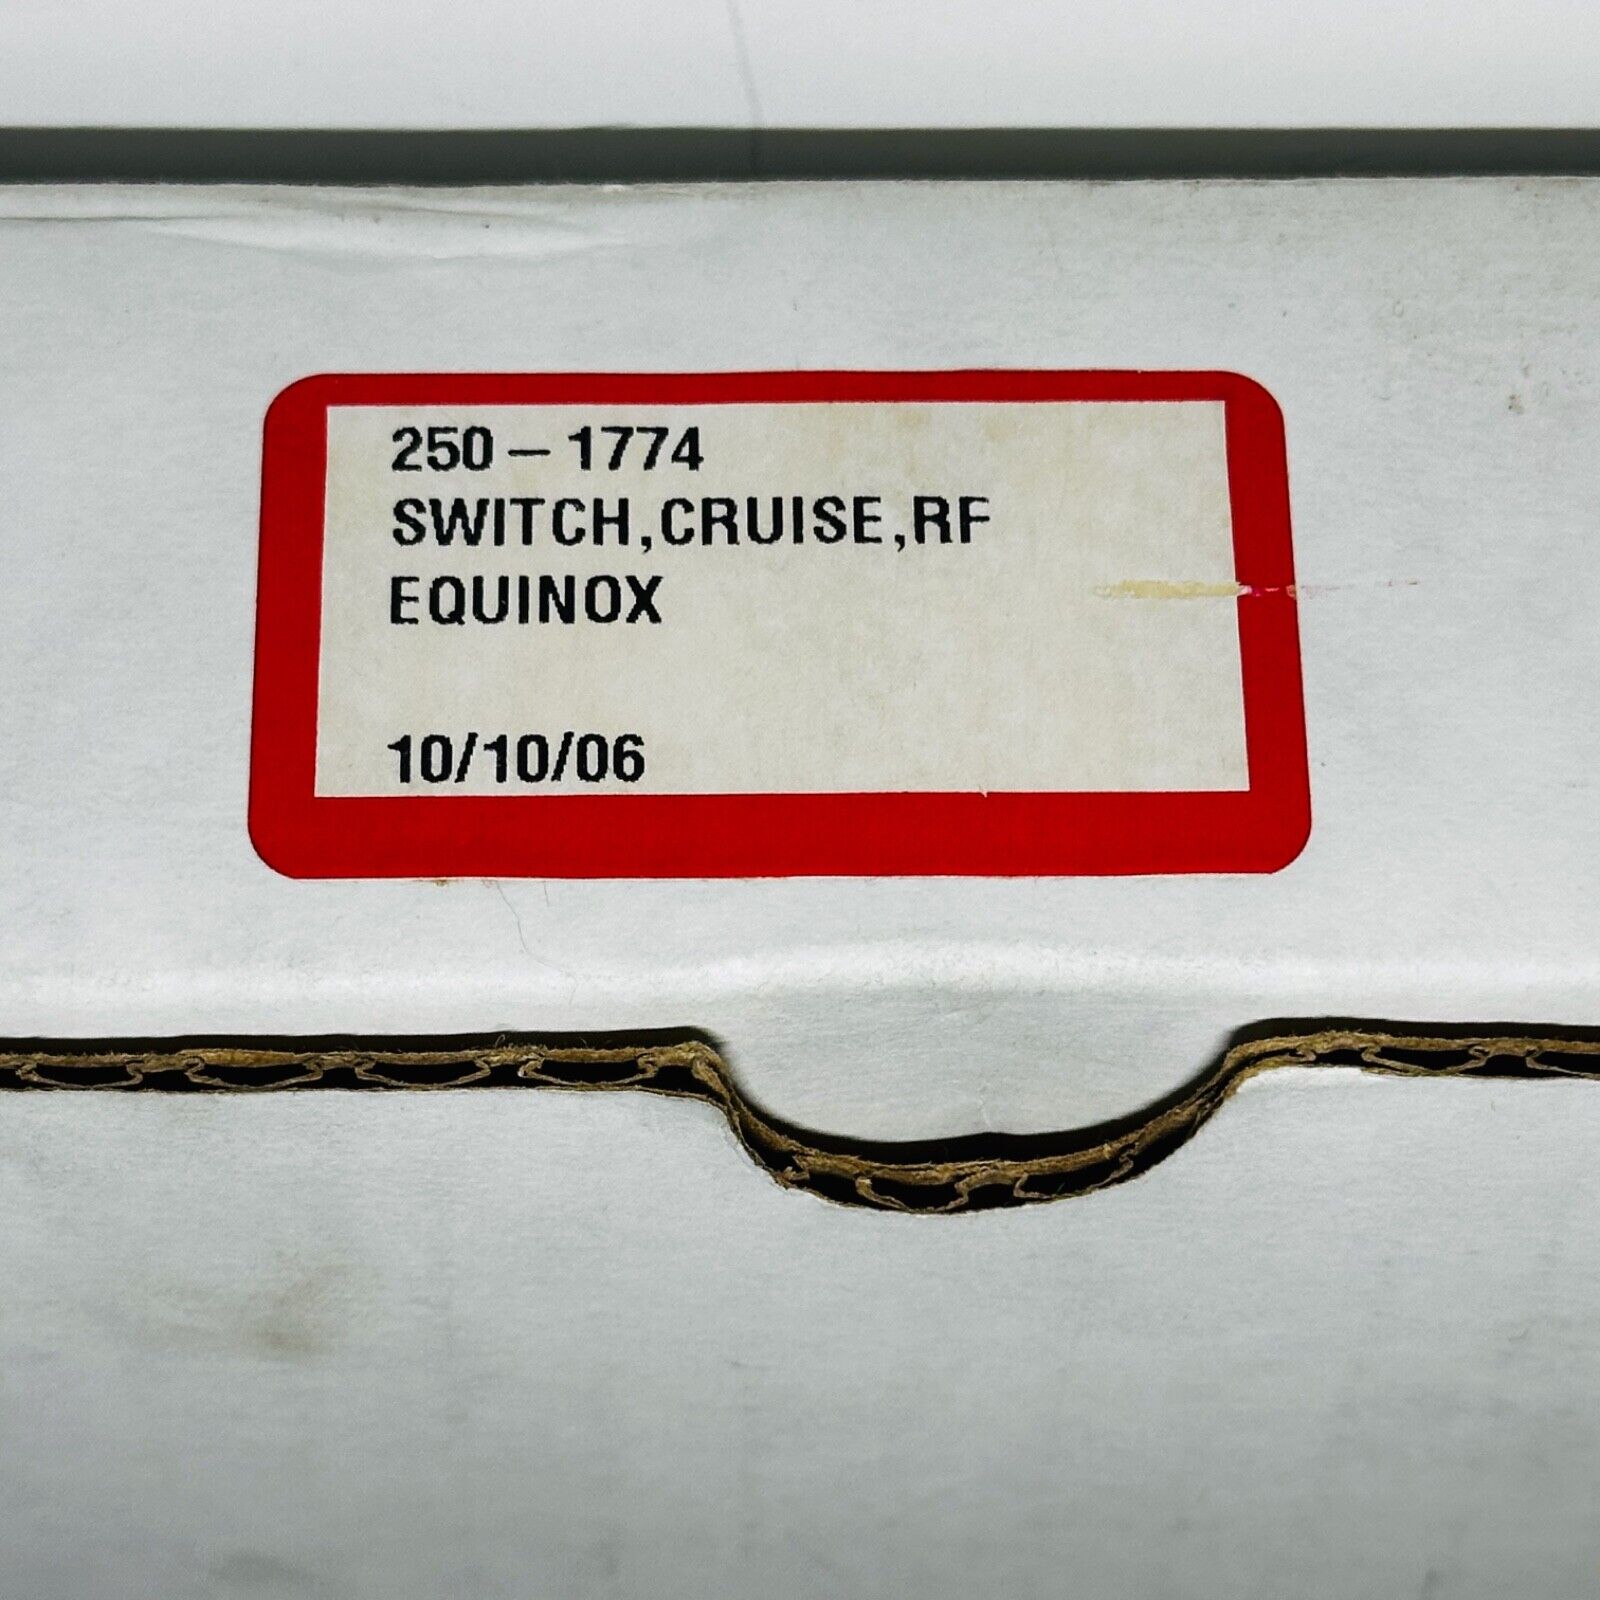 250-1774
SWITCH,CRUISE,RF
EQUINOX
10/10/06